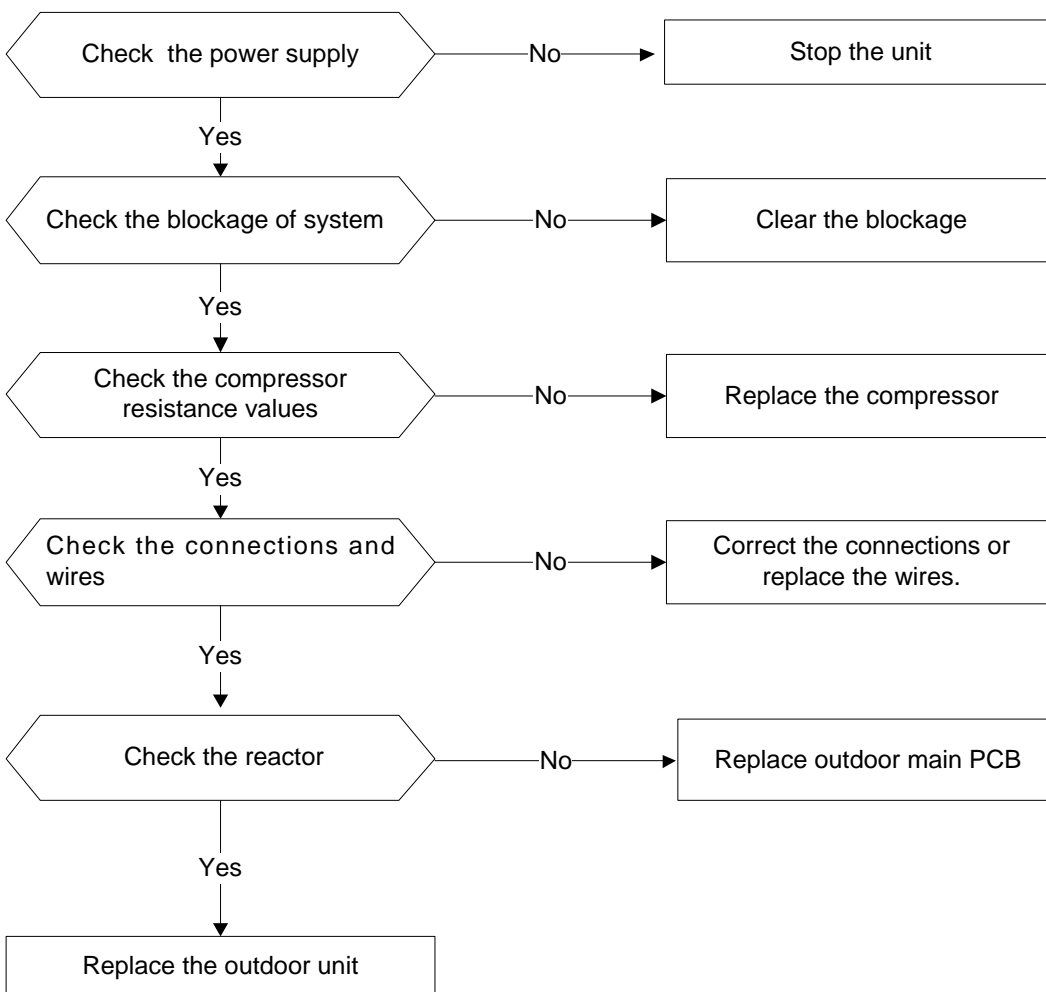 Check the power supply
No
Stop the unit
Yes
Check the blockage of system
No
Clear the blockage
Yes
Check the compressor
resistance values
No
Replace the compressor
Yes
Check the connections and
wires
No
Correct the connections or
replace the wires.
Yes
Check the reactor
No
Replace outdoor main PCB
Yes
Replace the outdoor unit